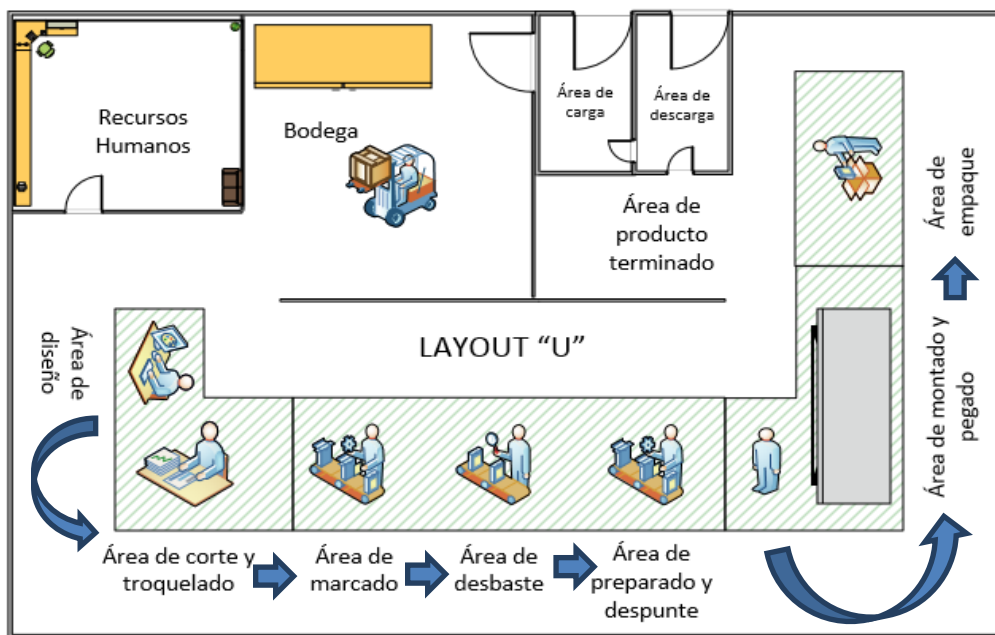 Recursos
Humanos
Bodega
Área de
carga
Área de
descarga
Área de
producto
terminado
Área de
empaque
Área de
diseño
LAYOUT “U”
Área de montado y
pegado
Área de corte y
troquelado
Área de
marcado
Área de
desbaste
Área de
preparado y
despunte